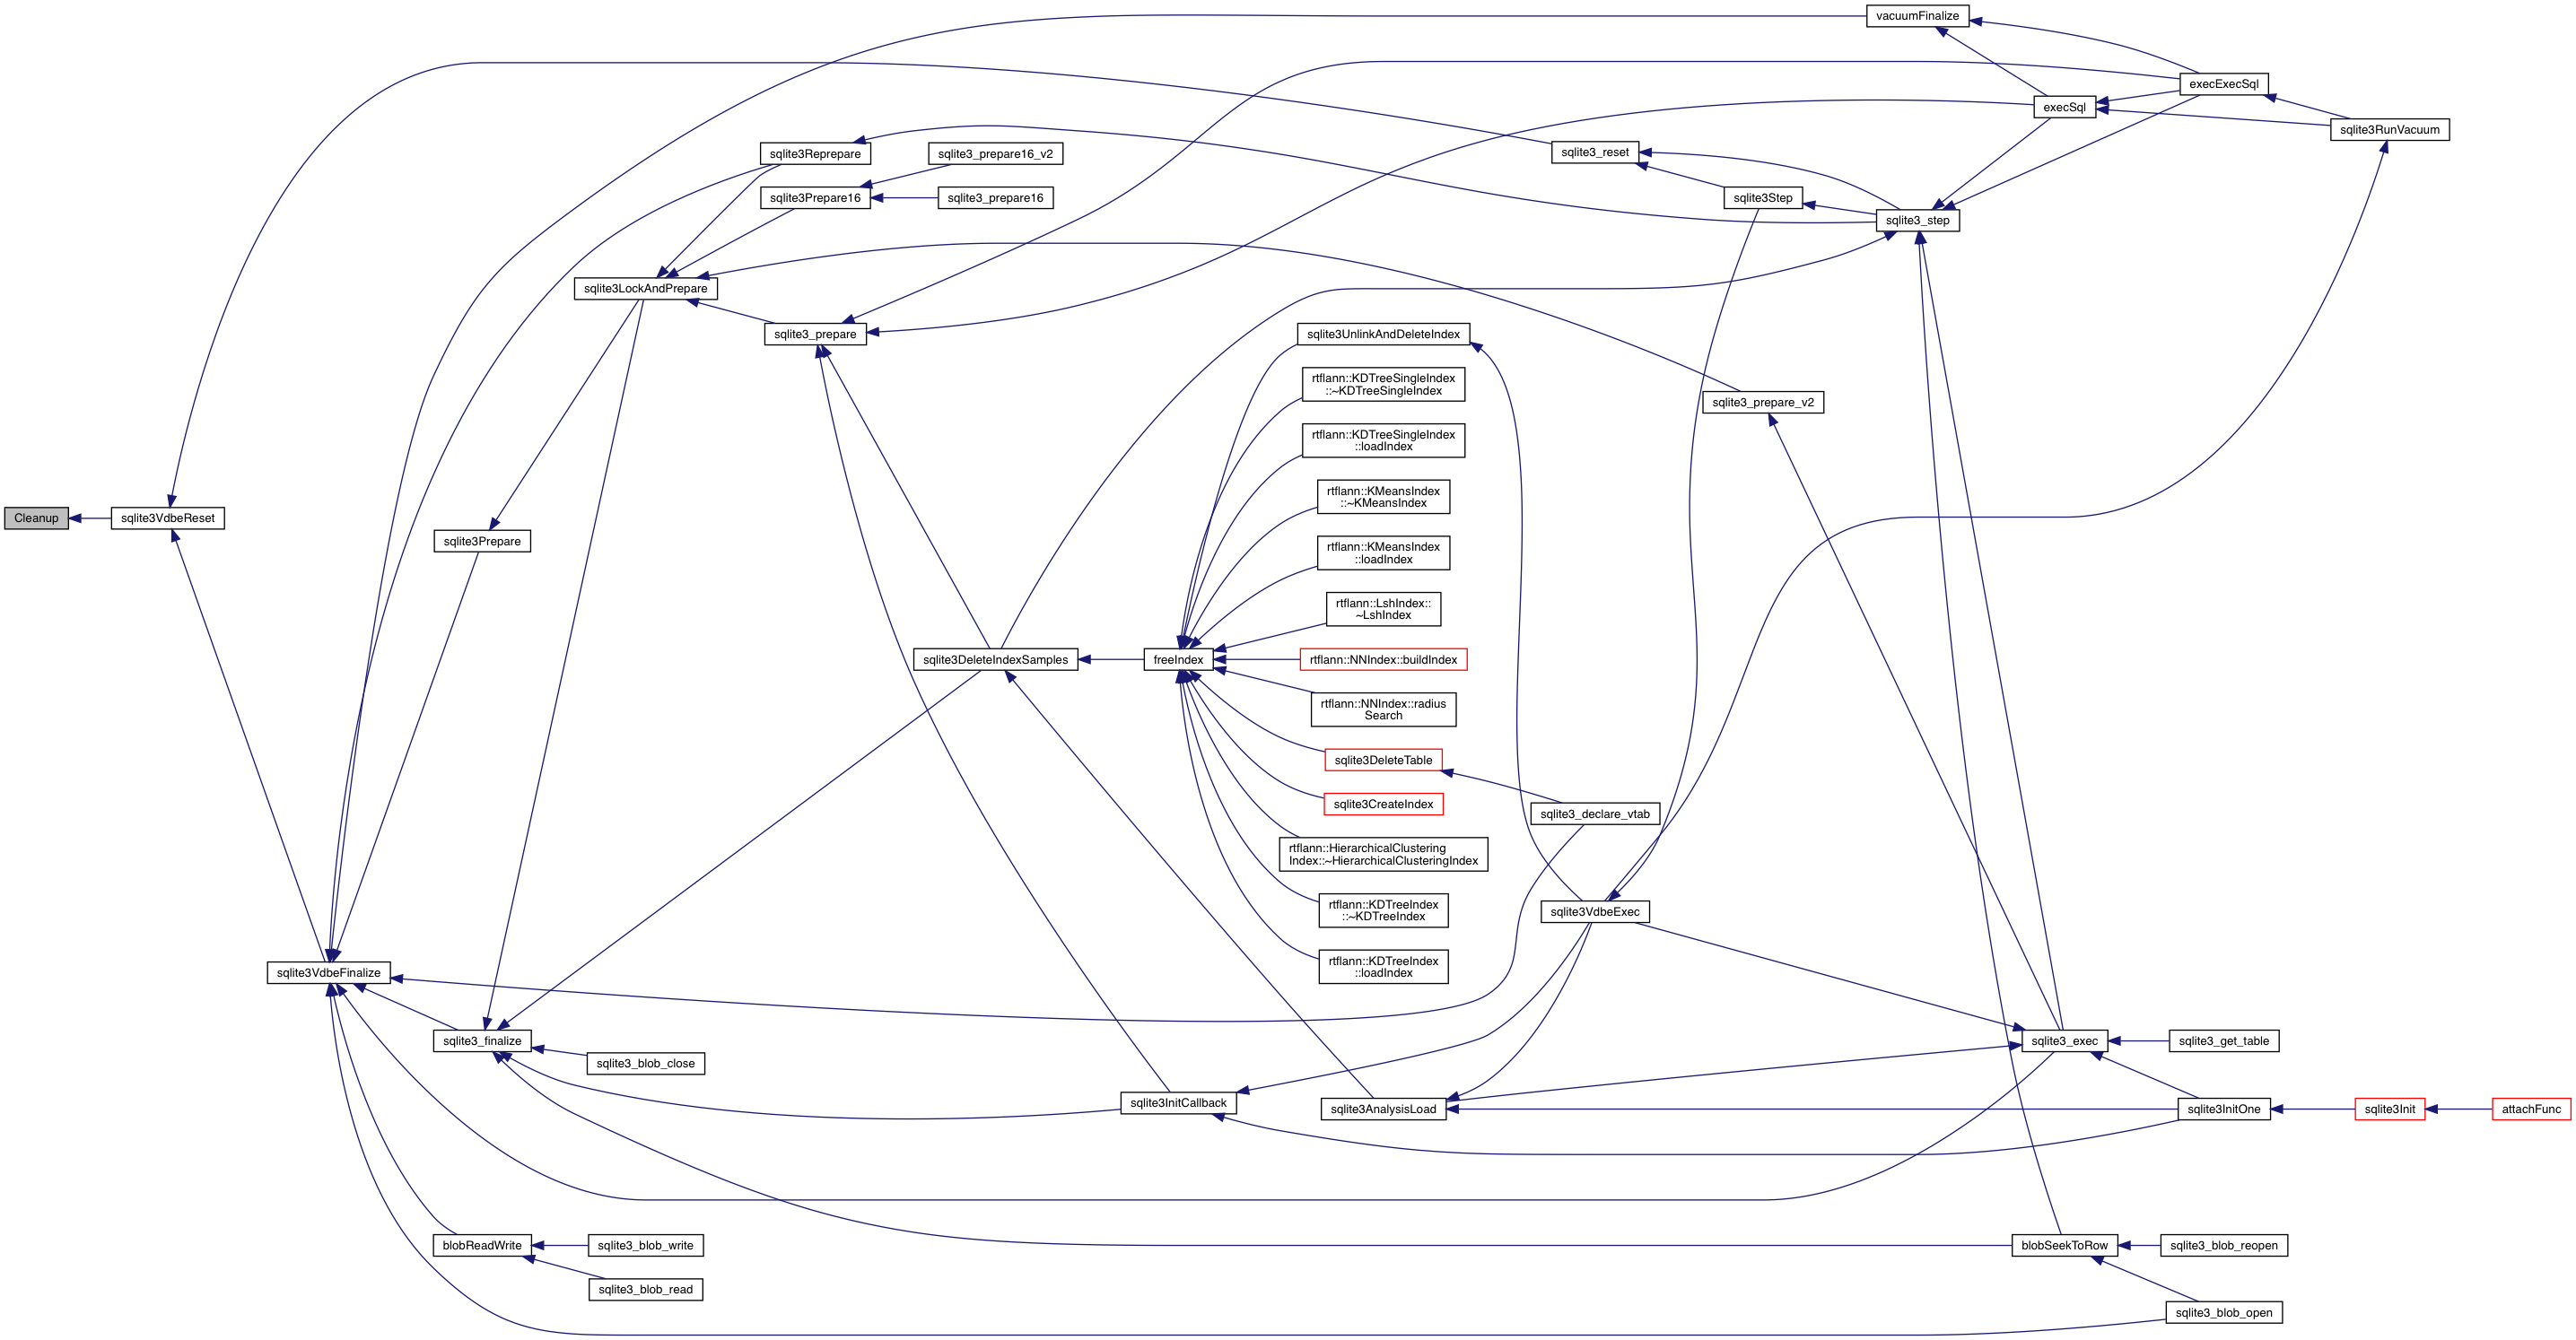 vacuumFinalize
execExecSql
execSql
sqlite3RunVacuum
sqlite3Reprepare
sqlite3_prepare16_v2
sqlite3_reset
sqlite3Prepare16
sqlite3_prepare16
sqlite3Step
sqlite3_step
sqlite3LockAndPrepare
sqlite3_prepare
sqlite3UnlinkAndDeleteIndex
rtflann::KDTreeSingleIndex
::~KDTreeSingleIndex
sqlite3_prepare_v2
rtflann::KDTreeSingleIndex
::loadIndex
rtflann::KMeansIndex
::~KMeansIndex
Cleanup
sqlite3VdbeReset
sqlite3Prepare
rtflann::KMeansIndex
::loadIndex
rtflann::LshIndex::
~LshIndex
sqlite3DeleteIndexSamples
freeIndex
rtflann::NNIndex::buildIndex
rtflann::NNIndex::radius
Search
sqlite3DeleteTable
sqlite3CreateIndex
sqlite3_declare_vtab
rtflann::HierarchicalClustering
Index::~HierarchicalClusteringIndex
rtflann::KDTreeIndex
::~KDTreeIndex
sqlite3VdbeExec
rtflann::KDTreeIndex
::loadIndex
sqlite3VdbeFinalize
sqlite3_finalize
sqlite3_exec
sqlite3_get_table
sqlite3_blob_close
sqlite3InitCallback
sqlite3AnalysisLoad
sqlite3InitOne
sqlite3Init
attachFunc
blobReadWrite
sqlite3_blob_write
blobSeekToRow
sqlite3_blob_reopen
sqlite3_blob_read
sqlite3_blob_open